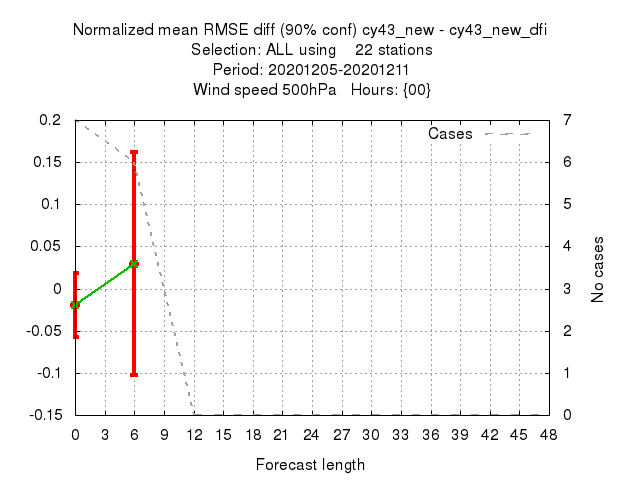 Normalized mean RMSE diff (90% conf) cy43_new - cy43_new_dfi
Selection: ALL using 22 stations
Period: 20201205-20201211
Wind speed 500hPa Hours: {00}
0.2
0.15
0.1
0.05
0
-0.05
-0.1
-0.15
Cases
7
6
5
4
3
2
1
0
No cases
0 3 6 9 12 15 18 21 24 27 30 33 36 39 42 45 48
Forecast length